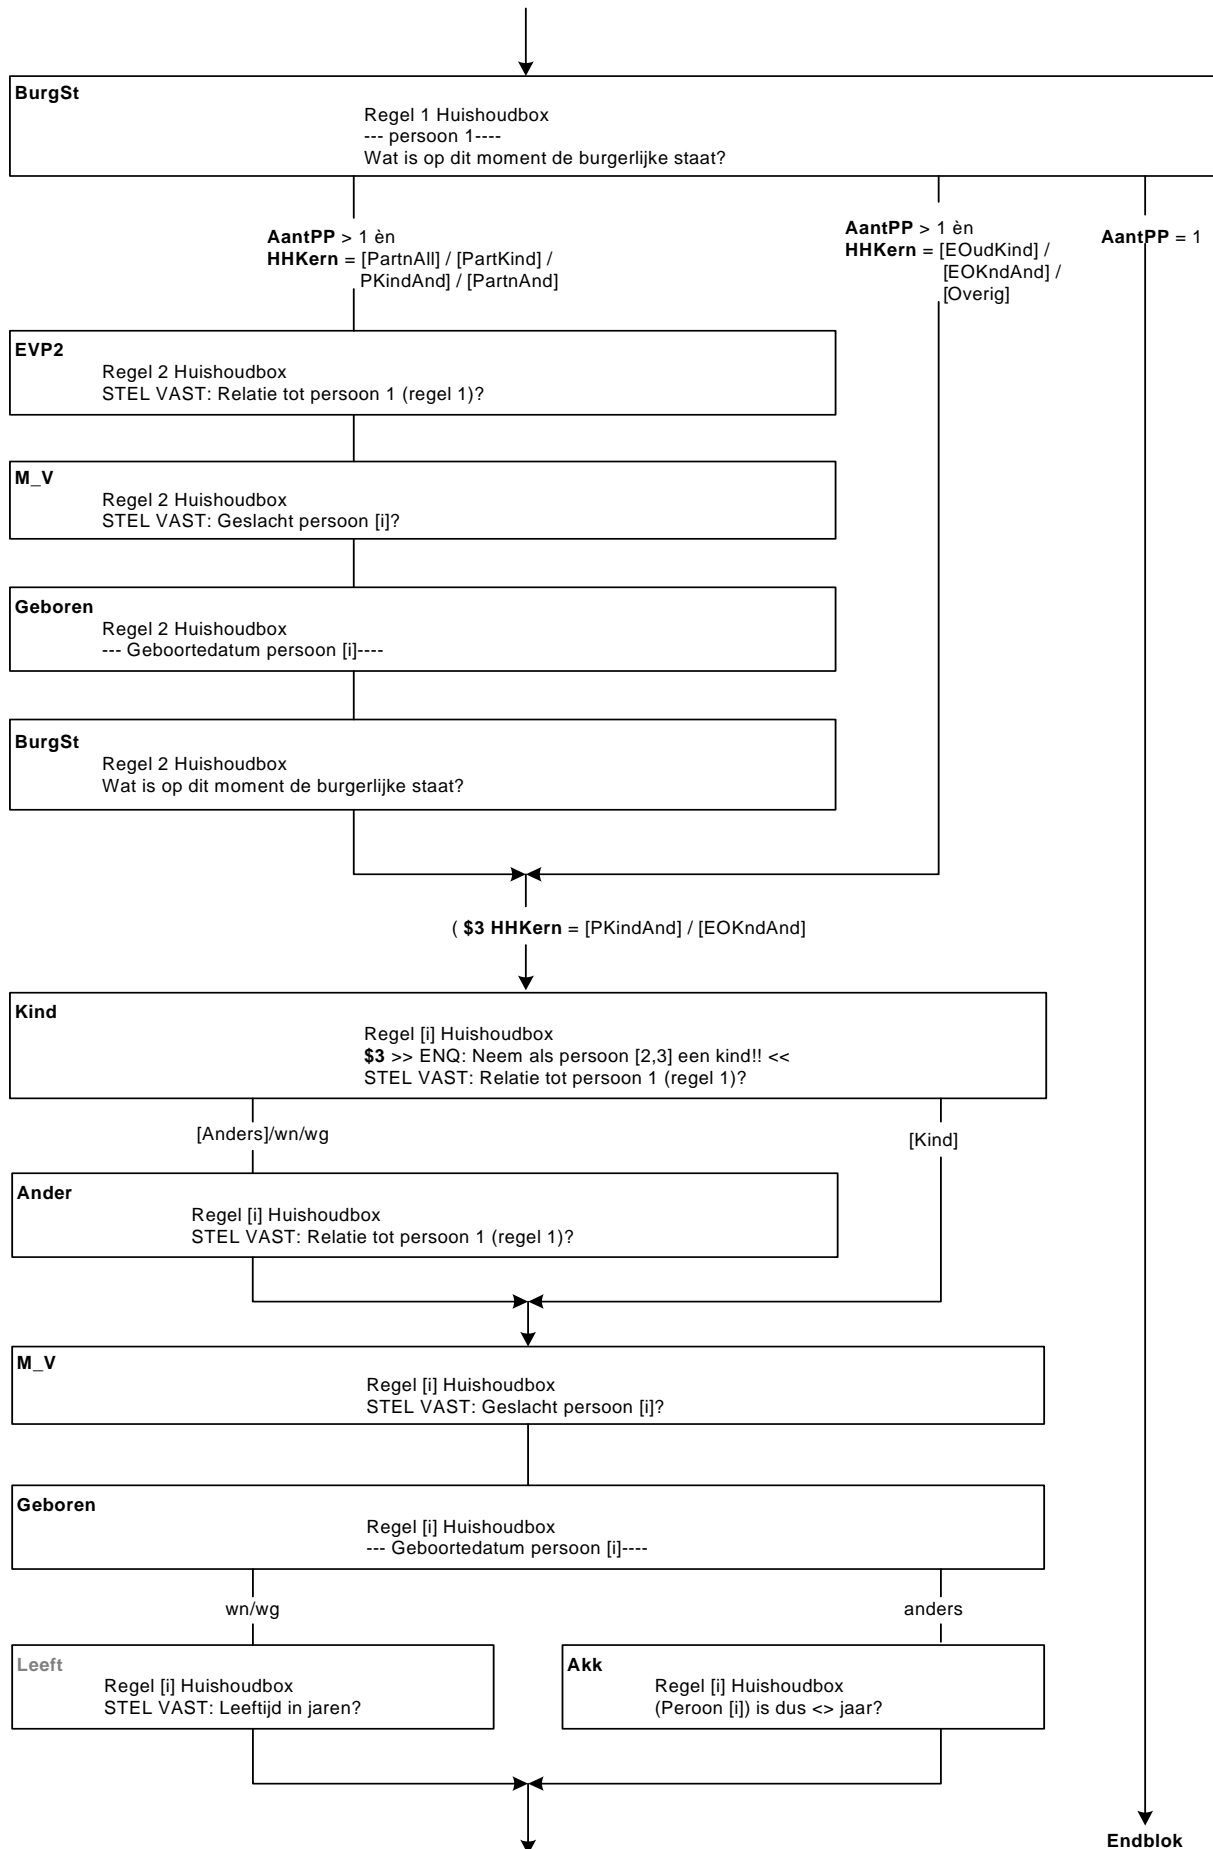 BurgSt
Regel 1 Huishoudbox
--- persoon 1----
Wat is op dit moment de burgerlijke staat?
AantPP > 1 èn
HHKern = [PartnAll] / [PartKind] /
PKindAnd] / [PartnAnd]
AantPP > 1 èn
HHKern = [EOudKind] /
[EOKndAnd] /
[Overig]
AantPP = 1
EVP2
Regel 2 Huishoudbox
STEL VAST: Relatie tot persoon 1 (regel 1)?
M_V
Regel 2 Huishoudbox
STEL VAST: Geslacht persoon [i]?
Geboren
Regel 2 Huishoudbox
--- Geboortedatum persoon [i]----
BurgSt
Regel 2 Huishoudbox
Wat is op dit moment de burgerlijke staat?
( $3 HHKern = [PKindAnd] / [EOKndAnd]
Kind
Regel [i] Huishoudbox
$3 >> ENQ: Neem als persoon [2,3] een kind!! <<
STEL VAST: Relatie tot persoon 1 (regel 1)?
[Anders]/wn/wg
[Kind]
Ander
Regel [i] Huishoudbox
STEL VAST: Relatie tot persoon 1 (regel 1)?
M_V
Regel [i] Huishoudbox
STEL VAST: Geslacht persoon [i]?
Geboren
Regel [i] Huishoudbox
--- Geboortedatum persoon [i]----
wn/wg
anders
Leeft
Regel [i] Huishoudbox
STEL VAST: Leeftijd in jaren?
Akk
Regel [i] Huishoudbox
(Peroon [i]) is dus <> jaar?
Endblok